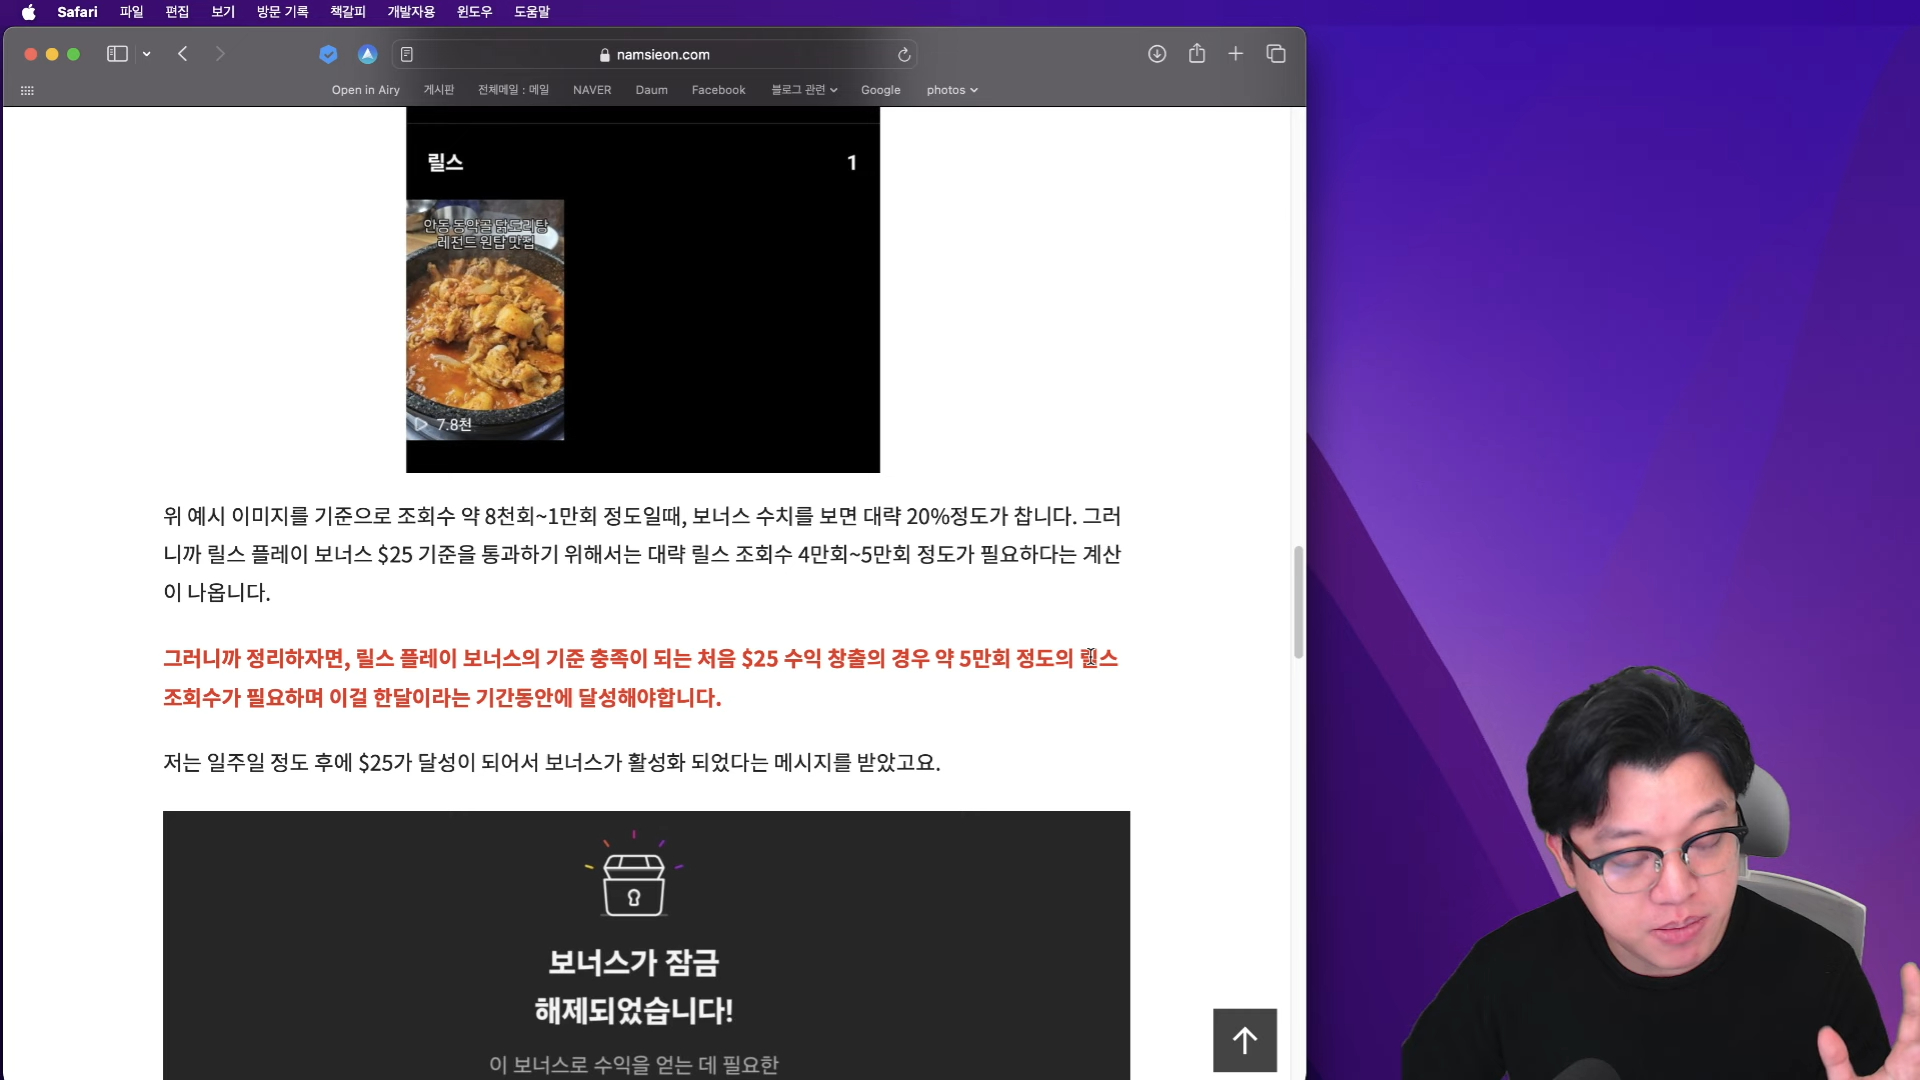 Safari 파일 편집 보기 방문 기록 책갈피 개발자용 윈도우 도움말
namsieon.com
Open in Airy 게시판 전체메일 : 메일 NAVER Daum Facebook 블로그 관련 Google photos
릴스 1
안동 동악골 닭도리탕
레전드 원탑 맛집
7.8천
위 예시 이미지를 기준으로 조회수 약 8천회~1만회 정도일때, 보너스 수치를 보면 대략 20%정도가 찹니다. 그러
니까 릴스 플레이 보너스 $25 기준을 통과하기 위해서는 대략 릴스 조회수 4만회~5만회 정도가 필요하다는 계산
이 나옵니다.
그러니까 정리하자면, 릴스 플레이 보너스의 기준 충족이 되는 처음 $25 수익 창출의 경우 약 5만회 정도의 릴스
조회수가 필요하며 이걸 한달이라는 기간동안에 달성해야합니다.
저는 일주일 정도 후에 $25가 달성이 되어서 보너스가 활성화 되었다는 메시지를 받았고요.
보너스가 잠금
해제되었습니다!
이 보너스로 수익을 얻는 데 필요한